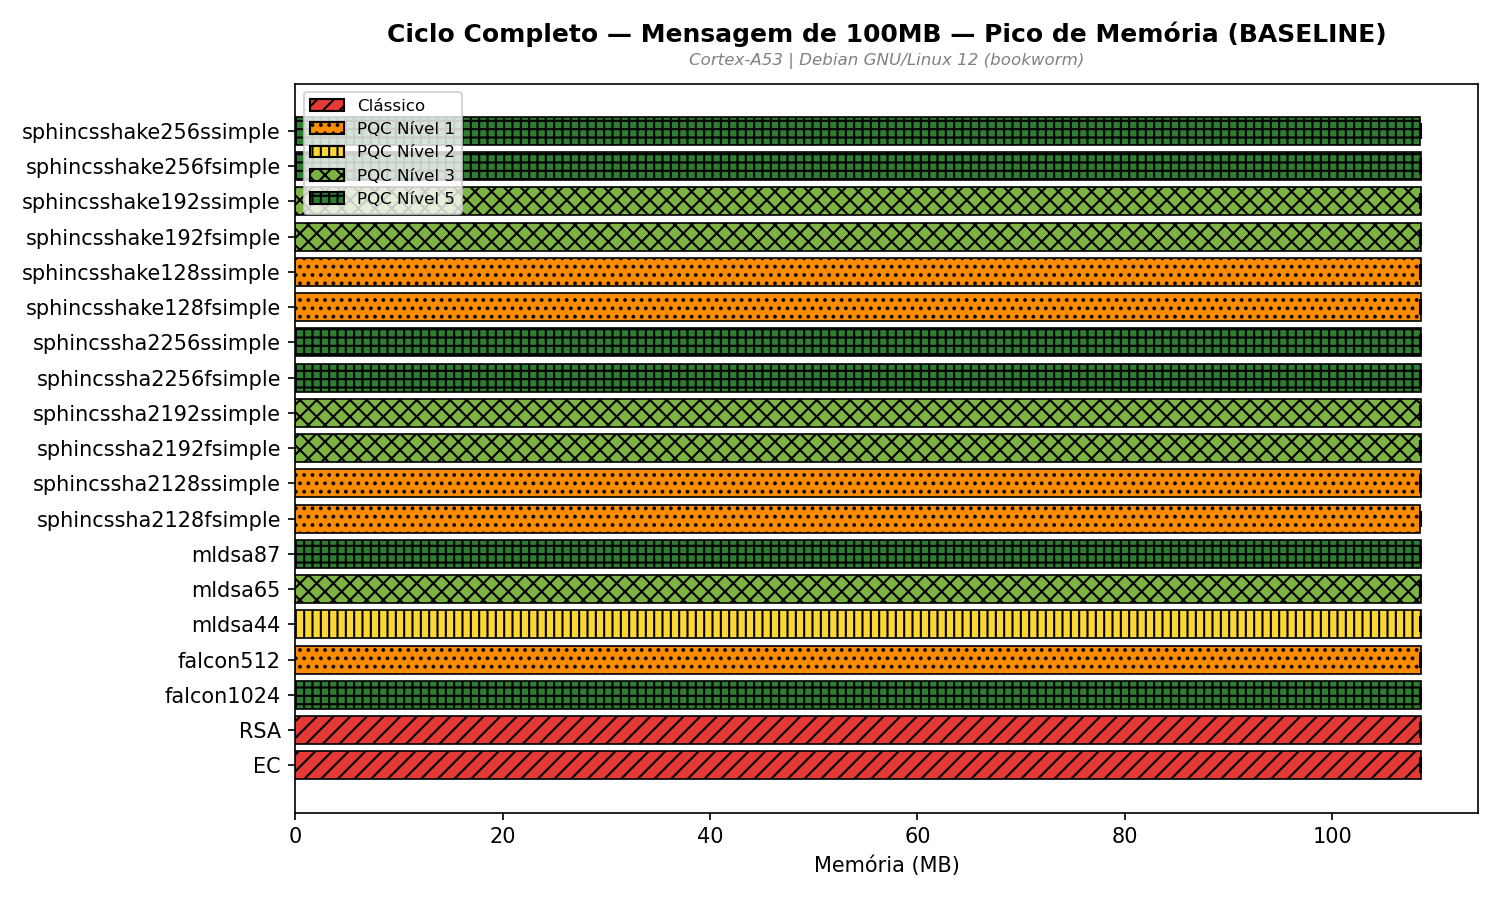 Ciclo Completo — Mensagem de 100MB — Pico de Memória (BASELINE)
Cortex-A53 | Debian GNU/Linux 12 (bookworm)
Clássico
PQC Nível 1
PQC Nível 2
PQC Nível 3
PQC Nível 5
sphincsshake256ssimple
sphincsshake256fsimple
sphincsshake192ssimple
sphincsshake192fsimple
sphincsshake128ssimple
sphincsshake128fsimple
sphincssha2256ssimple
sphincssha2256fsimple
sphincssha2192ssimple
sphincssha2192fsimple
sphincssha2128ssimple
sphincssha2128fsimple
mldsa87
mldsa65
mldsa44
falcon512
falcon1024
RSA
EC
0 20 40 60 80 100
Memória (MB)